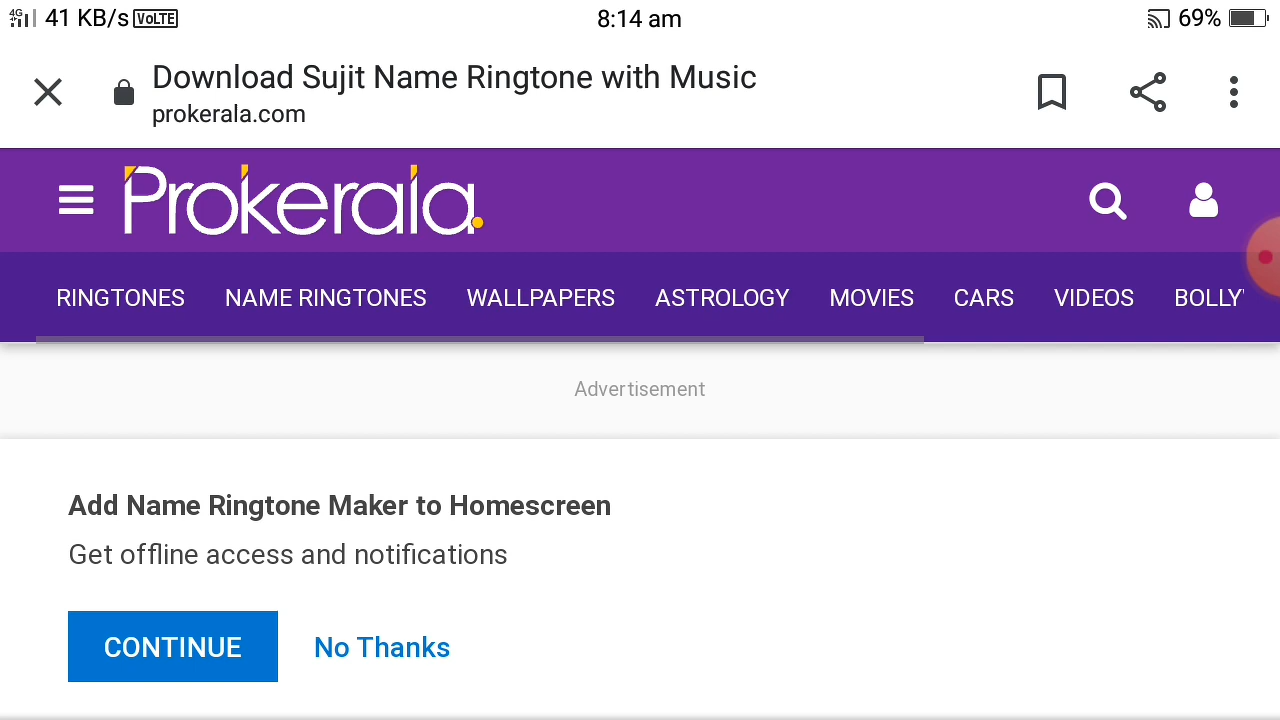 4G 41 KB/s VoLTE 8:14 am 69%
Download Sujit Name Ringtone with Music
prokerala.com
Prokerala.
RINGTONES NAME RINGTONES WALLPAPERS ASTROLOGY MOVIES CARS VIDEOS BOLLY
Advertisement
Add Name Ringtone Maker to Homescreen
Get offline access and notifications
CONTINUE No Thanks